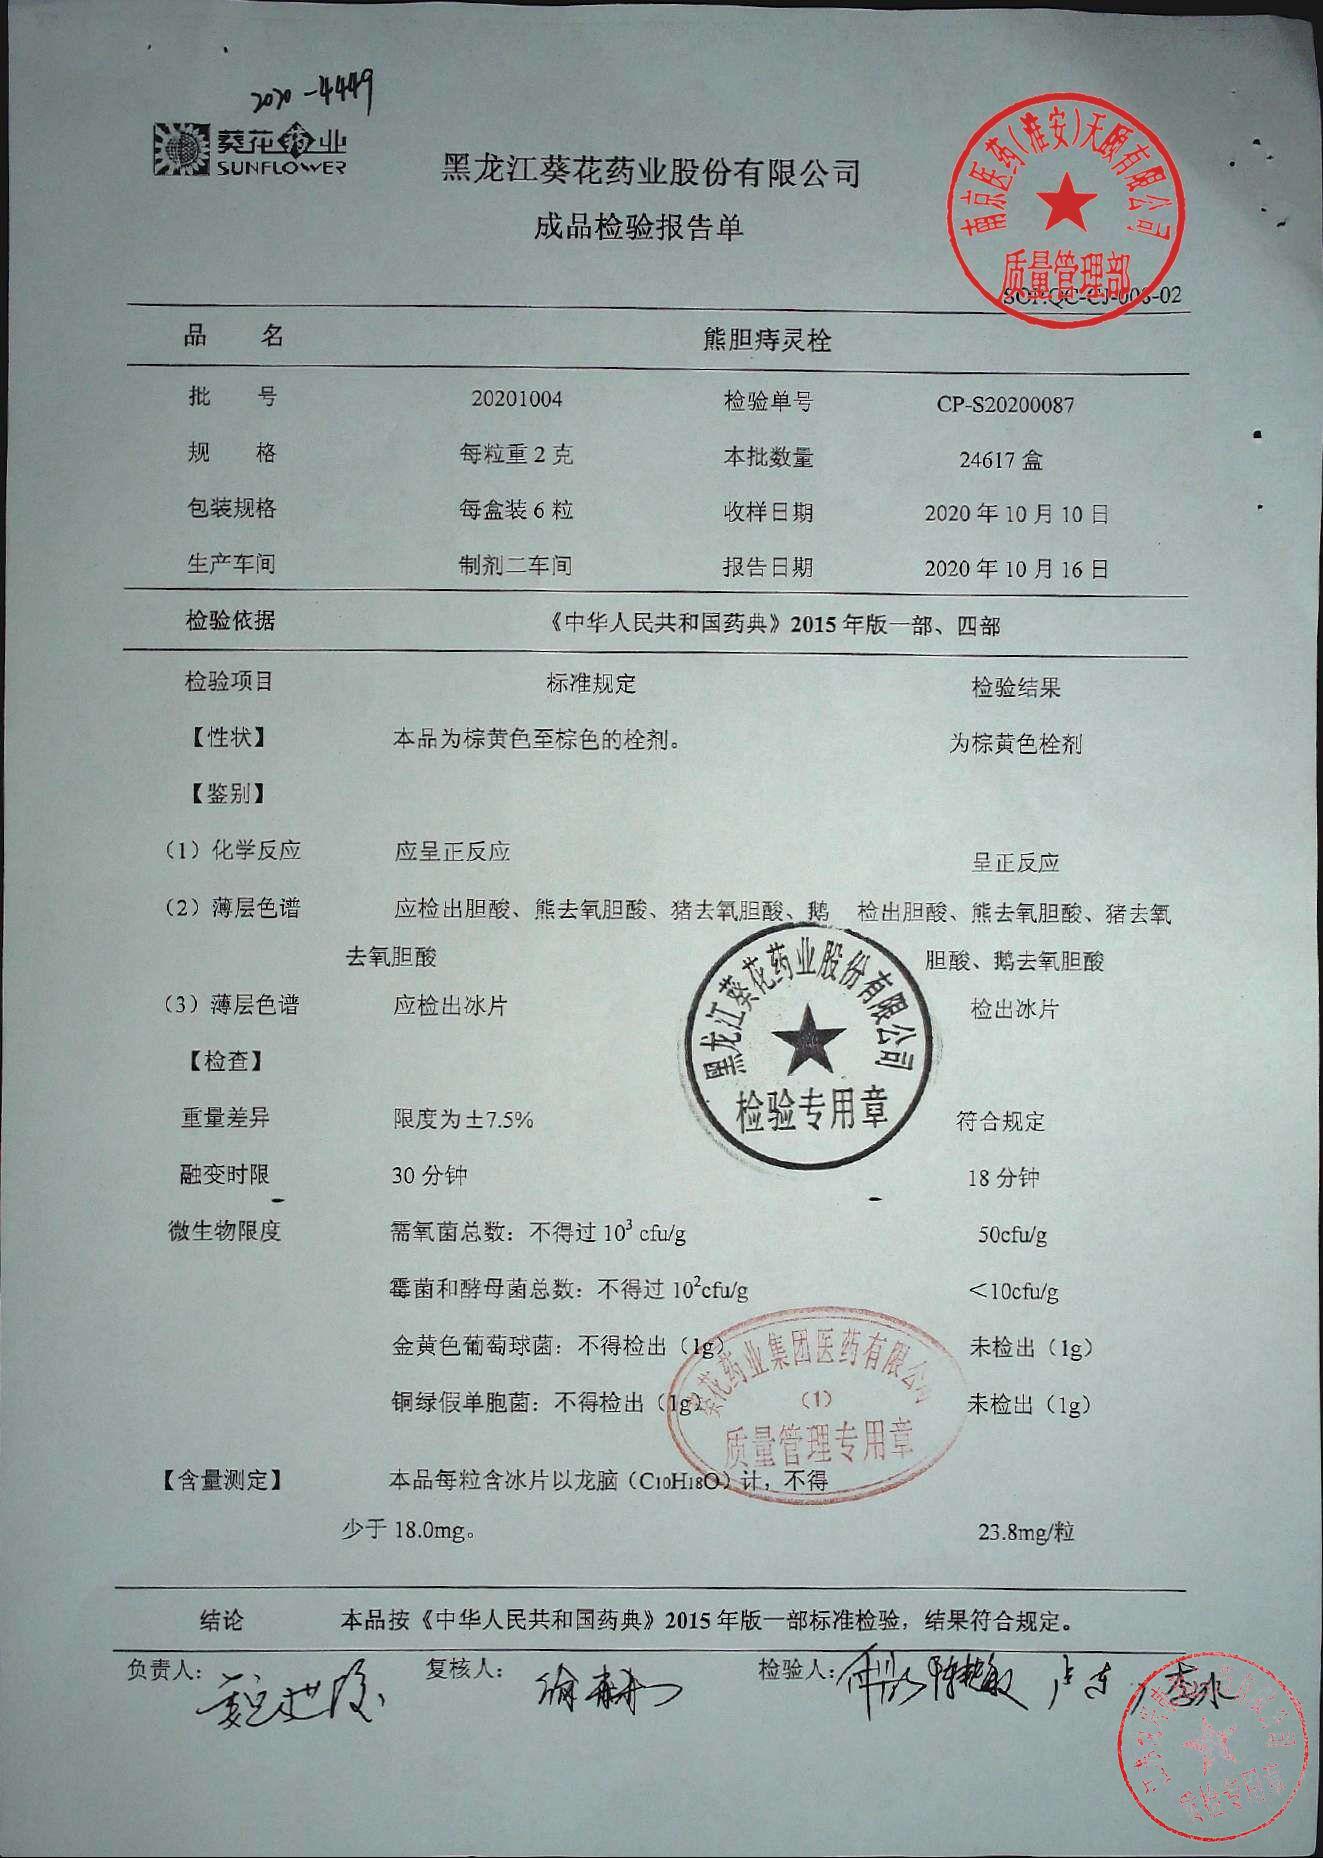 2020-4449
葵花药业
SUNFLOWER
黑龙江葵花药业股份有限公司
成品检验报告单
南京医药(淮安)天颐有限公司
质量管理部
SOP.QC-CJ-008-02
品 名 熊胆痔灵栓
批 号 20201004 检验单号 CP-S20200087
规 格 每粒重2克 本批数量 24617 盒
包装规格 每盒装6粒 收样日期 2020年10月10日
生产车间 制剂二车间 报告日期 2020年10月16日
检验依据 《中华人民共和国药典》2015年版一部、四部
检验项目 标准规定 检验结果
【性状】 本品为棕黄色至棕色的栓剂。 为棕黄色栓剂
【鉴别】
（1）化学反应 应呈正反应 呈正反应
（2）薄层色谱 应检出胆酸、熊去氧胆酸、猪去氧胆酸、鹅 检出胆酸、熊去氧胆酸、猪去氧
去氧胆酸 胆酸、鹅去氧胆酸
（3）薄层色谱 应检出冰片 检出冰片
黑龙江葵花药业股份有限公司
检验专用章
【检查】
重量差异 限度为±7.5% 符合规定
融变时限 30分钟 18分钟
微生物限度 需氧菌总数：不得过10³ cfu/g 50cfu/g
霉菌和酵母菌总数：不得过10²cfu/g ＜10cfu/g
金黄色葡萄球菌：不得检出（1g） 未检出（1g）
铜绿假单胞菌：不得检出（1g） 未检出（1g）
葵花药业集团医药有限公司
（1）
质量管理专用章
【含量测定】 本品每粒含冰片以龙脑（C10H18O）计，不得
少于18.0mg。 23.8mg/粒
结论 本品按《中华人民共和国药典》2015年版一部标准检验，结果符合规定。
负责人： 复核人： 检验人：
质检专用章